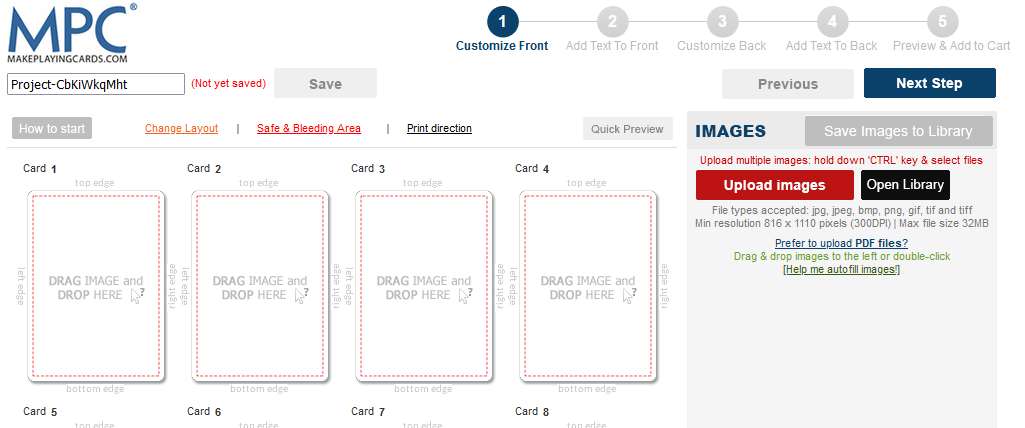 MPC®
MAKEPLAYINGCARDS.COM
1 2 3 4 5
Customize Front Add Text To Front Customize Back Add Text To Back Preview & Add to Cart
Project-CbKiWkqMht (Not yet saved) Save Previous Next Step
How to start Change Layout | Safe & Bleeding Area | Print direction Quick Preview
Card 1 Card 2 Card 3 Card 4
top edge top edge top edge top edge
left edge DRAG IMAGE and DROP HERE ? right edge
left edge DRAG IMAGE and DROP HERE ? right edge
left edge DRAG IMAGE and DROP HERE ? right edge
left edge DRAG IMAGE and DROP HERE ? right edge
bottom edge bottom edge bottom edge bottom edge
Card 5 Card 6 Card 7 Card 8
top edge top edge top edge top edge
IMAGES Save Images to Library
Upload multiple images: hold down 'CTRL' key & select files
Upload images Open Library
File types accepted: jpg, jpeg, bmp, png, gif, tif and tiff
Min resolution 816 x 1110 pixels (300DPI) | Max file size 32MB
Prefer to upload PDF files?
Drag & drop images to the left or double-click
[Help me autofill images!]